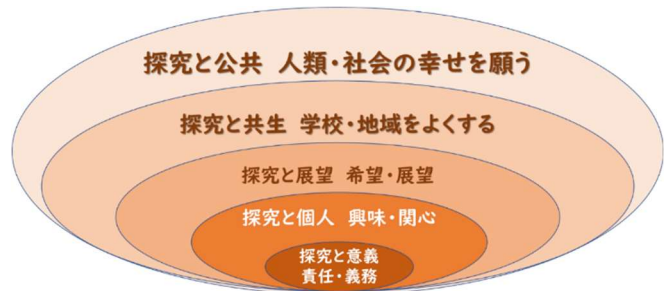 探究と公共 人類・社会の幸せを願う
探究と共生 学校・地域をよくする
探究と展望 希望・展望
探究と個人 興味・関心
探究と意義
責任・義務